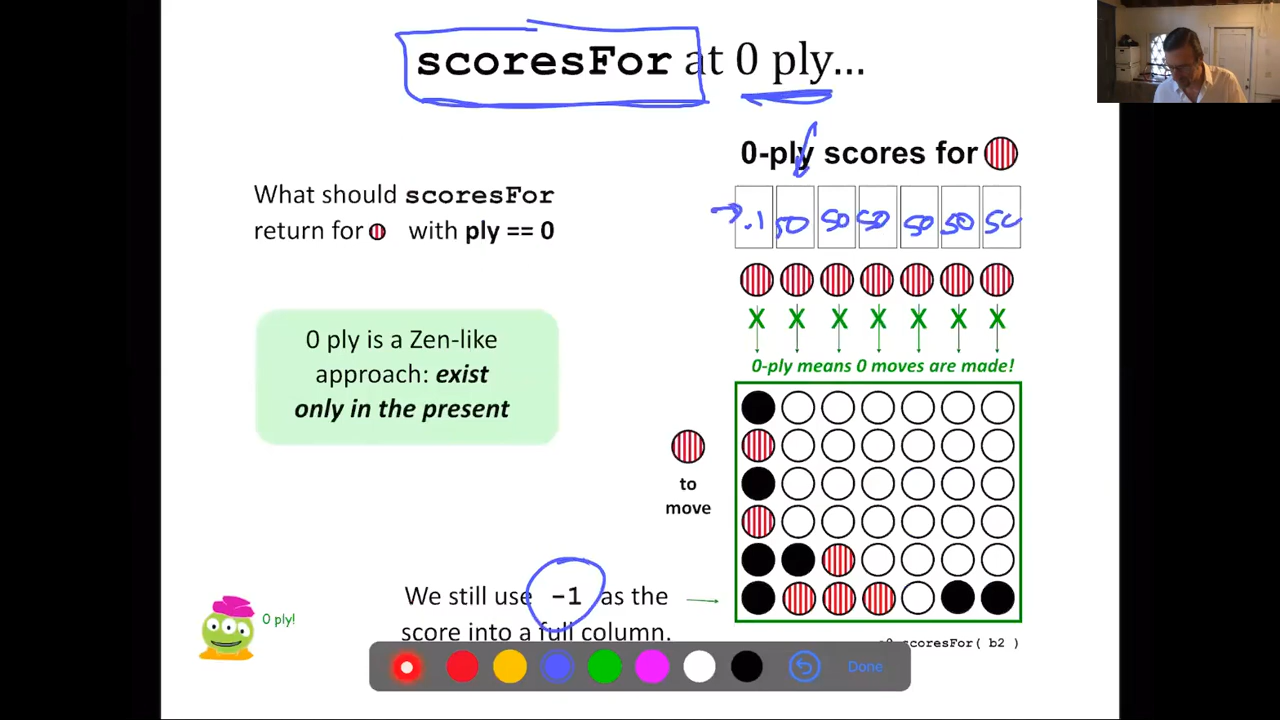 scoresFor at 0 ply...
0-ply scores for
.1 50 50 50 50 50 50
What should scoresFor
return for with ply == 0
X X X X X X X
0-ply means 0 moves are made!
0 ply is a Zen-like
approach: exist
only in the present
to
move
We still use -1 as the
score into a full column.
0 ply!
scoresFor( b2 )
Done